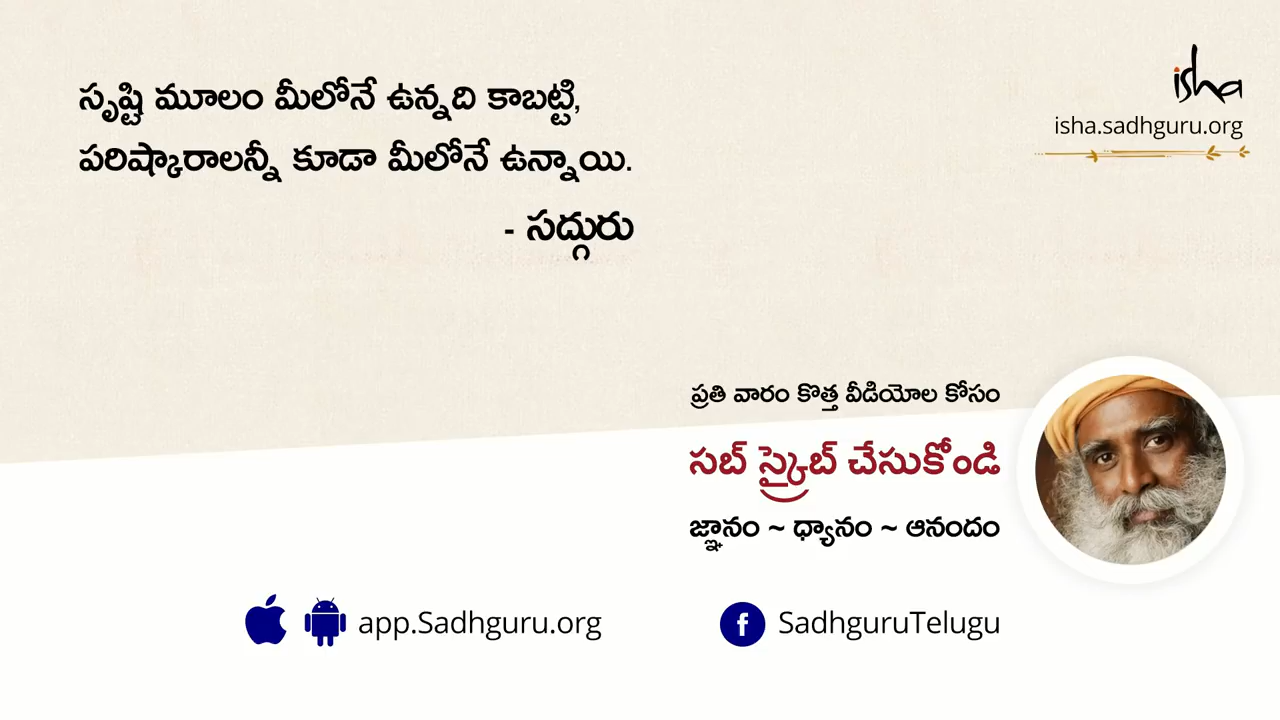 సృష్టి మూలం మీలోనే ఉన్నది కాబట్టి,
పరిష్కారాలన్నీ కూడా మీలోనే ఉన్నాయి.
- సద్గురు
isha
isha.sadhguru.org
ప్రతి వారం కొత్త వీడియోల కోసం
సబ్ స్క్రైబ్ చేసుకోండి
జ్ఞానం ~ ధ్యానం ~ ఆనందం
app.Sadhguru.org
f SadhguruTelugu